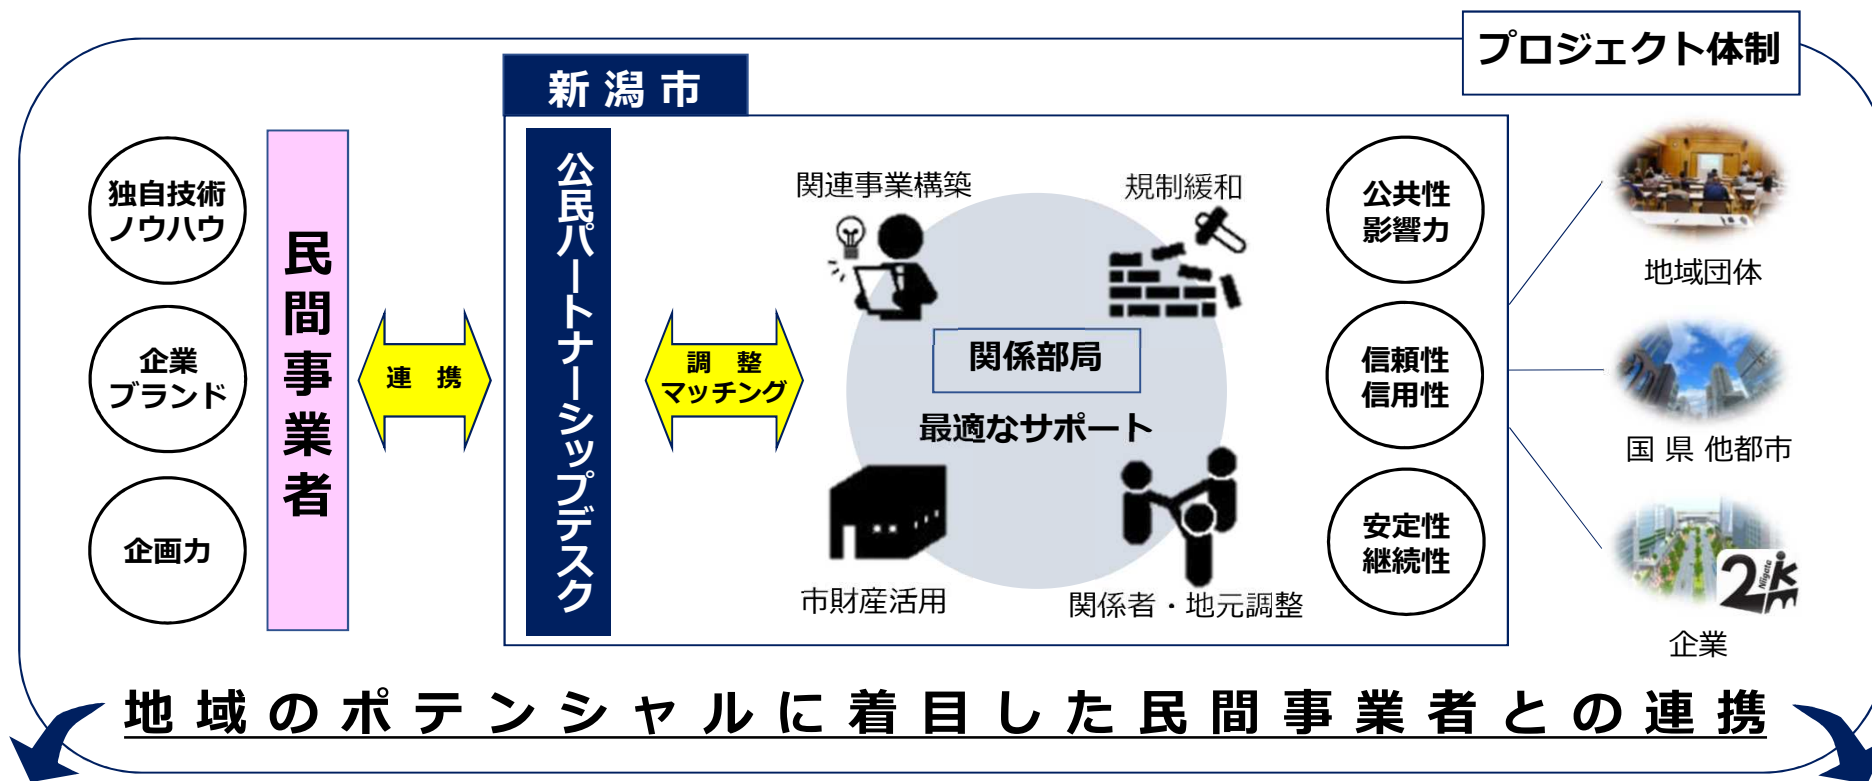 プロジェクト体制
新潟市
独自技術
ノウハウ
企業
ブランド
企画力
民間事業者
連 携
公民パートナーシップデスク
調 整
マッチング
関連事業構築
規制緩和
関係部局
最適なサポート
市財産活用
関係者・地元調整
公共性
影響力
信頼性
信用性
安定性
継続性
地域団体
国 県 他都市
Niigata
2km
企業
地域のポテンシャルに着目した民間事業者との連携